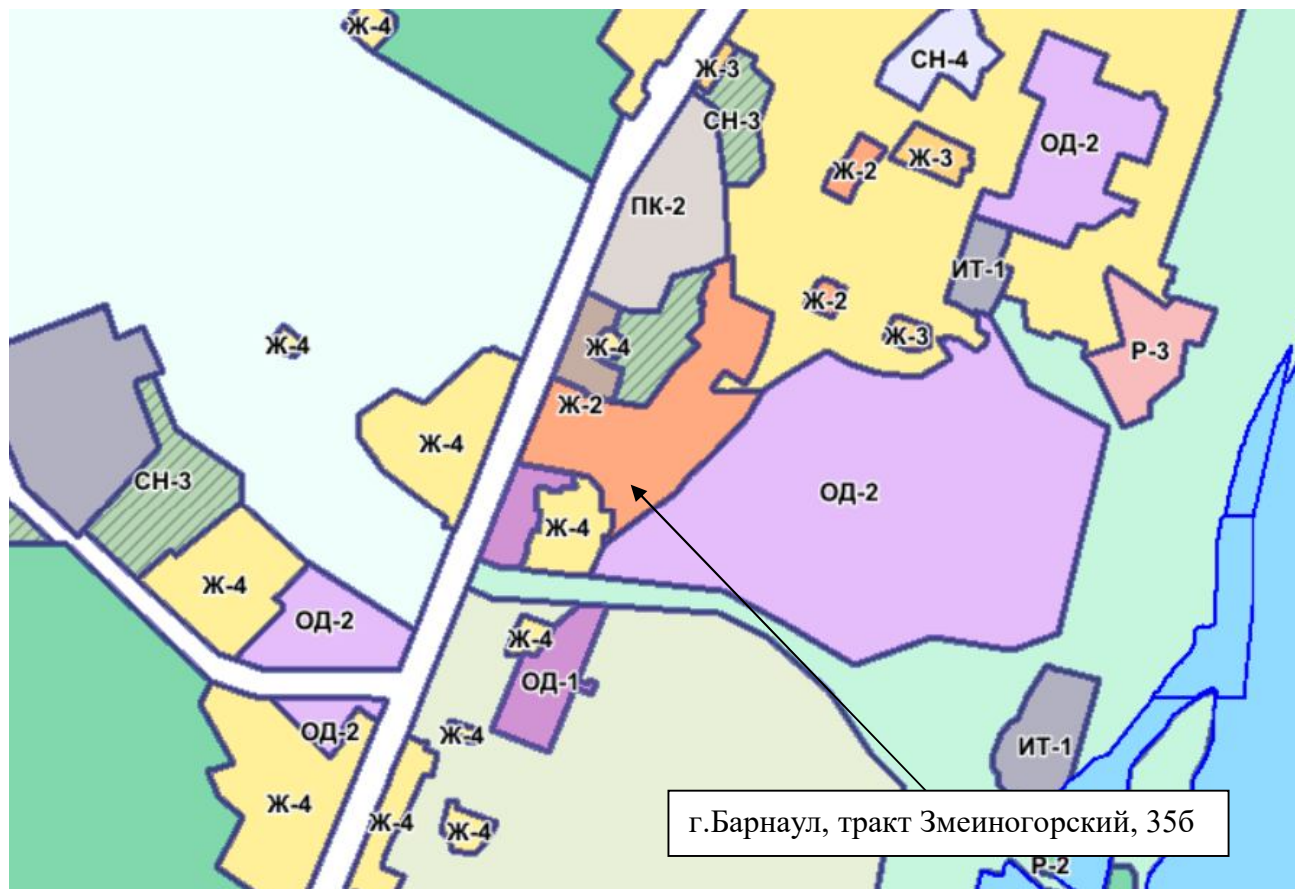 Ж-4
СН-4
Ж-3
СН-3
ОД-2
Ж-3
Ж-2
ПК-2
ИТ-1
Ж-2
Ж-3
Ж-4
Ж-4
Р-3
Ж-2
Ж-4
СН-3
ОД-2
Ж-4
Ж-4
ОД-2
Ж-4
ОД-1
ОД-2
Ж-4
ИТ-1
Ж-4
Ж-4
Ж-4
г.Барнаул, тракт Змеиногорский, 35б
Р-2